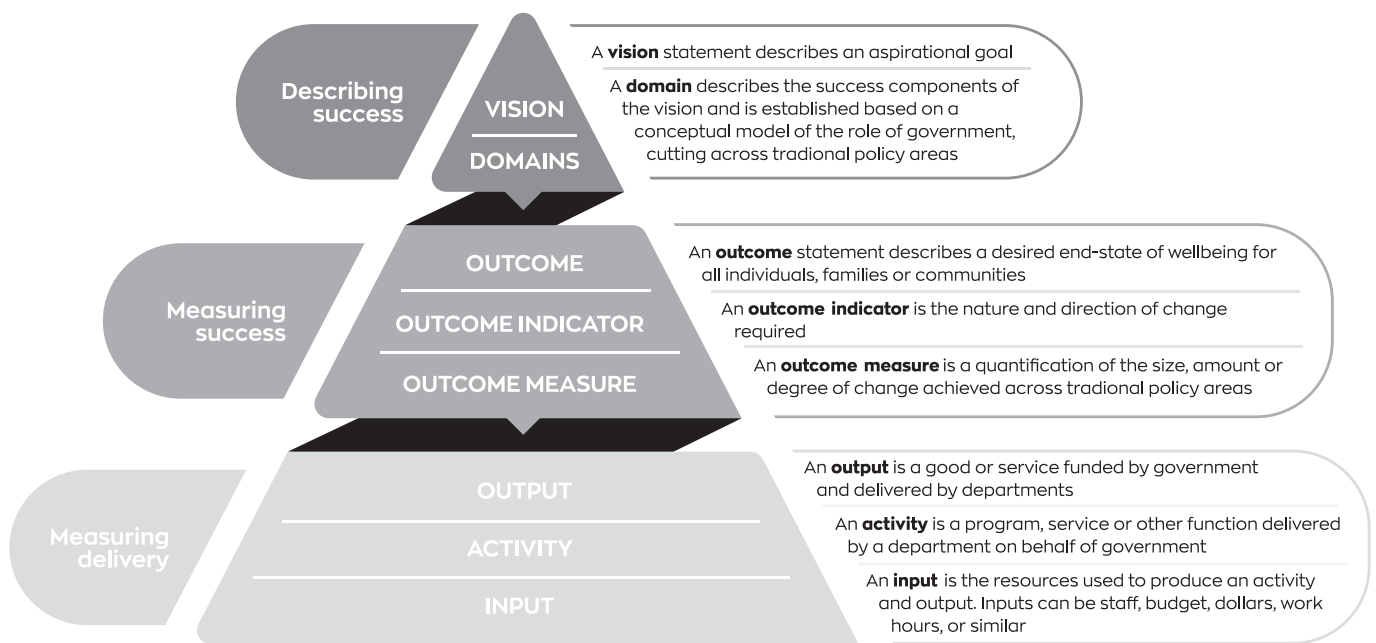 Describing
success
VISION
DOMAINS
A vision statement describes an aspirational goal
A domain describes the success components of
the vision and is established based on a
conceptual model of the role of government,
cutting across tradional policy areas
Measuring
success
OUTCOME
OUTCOME INDICATOR
OUTCOME MEASURE
An outcome statement describes a desired end-state of wellbeing for
all individuals, families or communities
An outcome indicator is the nature and direction of change
required
An outcome measure is a quantification of the size, amount or
degree of change achieved across tradional policy areas
Measuring
delivery
OUTPUT
ACTIVITY
INPUT
An output is a good or service funded by government
and delivered by departments
An activity is a program, service or other function delivered
by a department on behalf of government
An input is the resources used to produce an activity
and output. Inputs can be staff, budget, dollars, work
hours, or similar